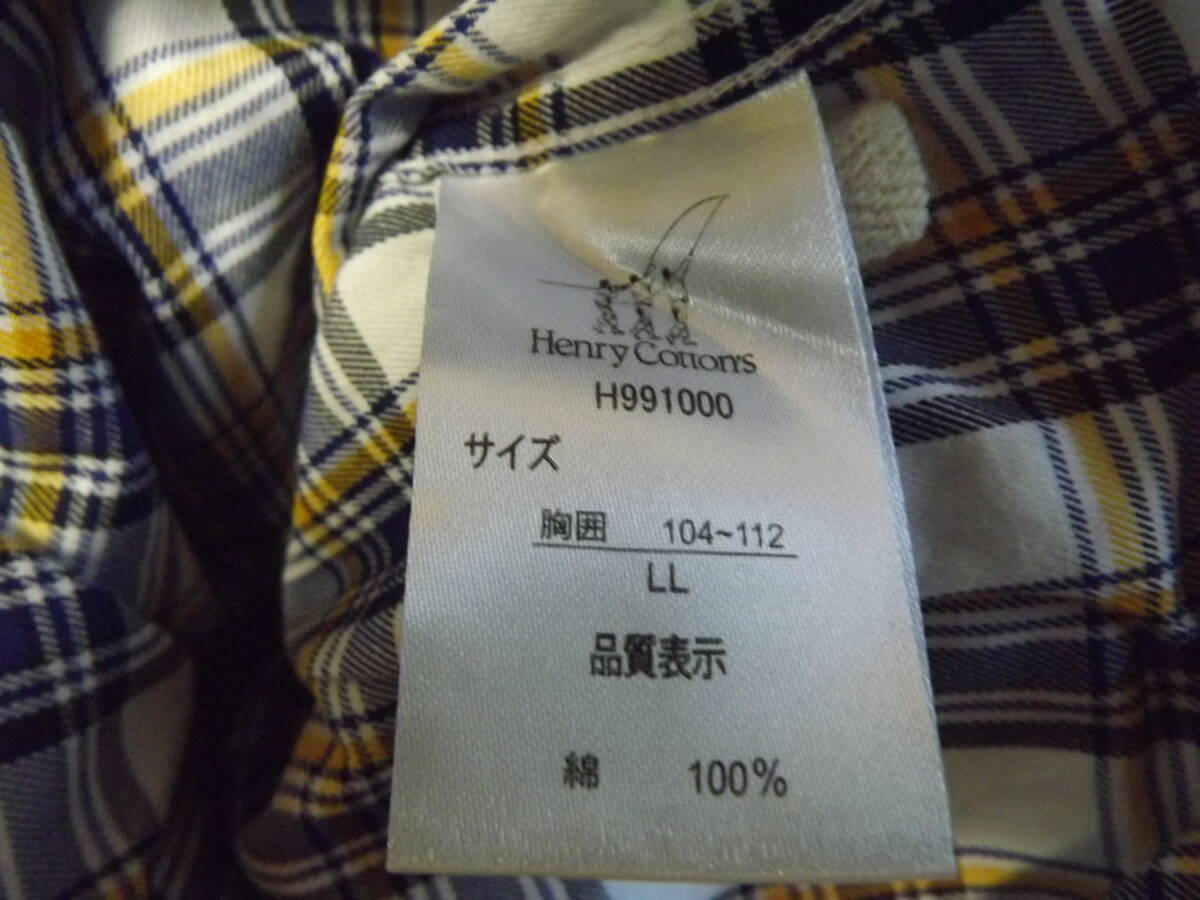 Henry Cotton's
H991000
サイズ
胸囲 104~112
LL
品質表示
綿 100%